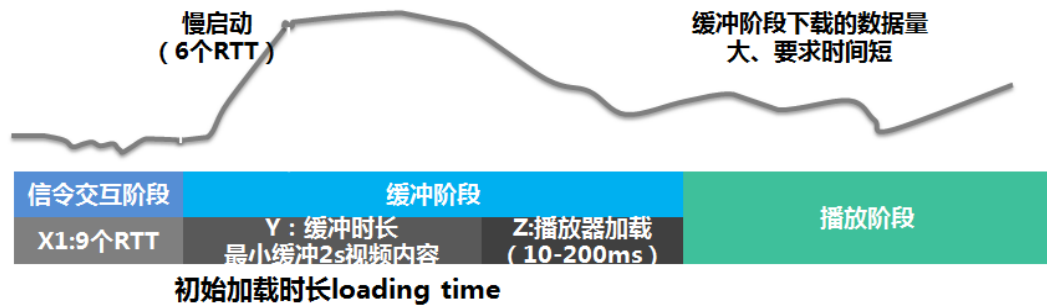 慢启动
（6个RTT）
缓冲阶段下载的数据量
大、要求时间短
信令交互阶段
缓冲阶段
播放阶段
X1:9个RTT
Y：缓冲时长
最小缓冲2s视频内容
Z:播放器加载
（10-200ms）
初始加载时长loading time